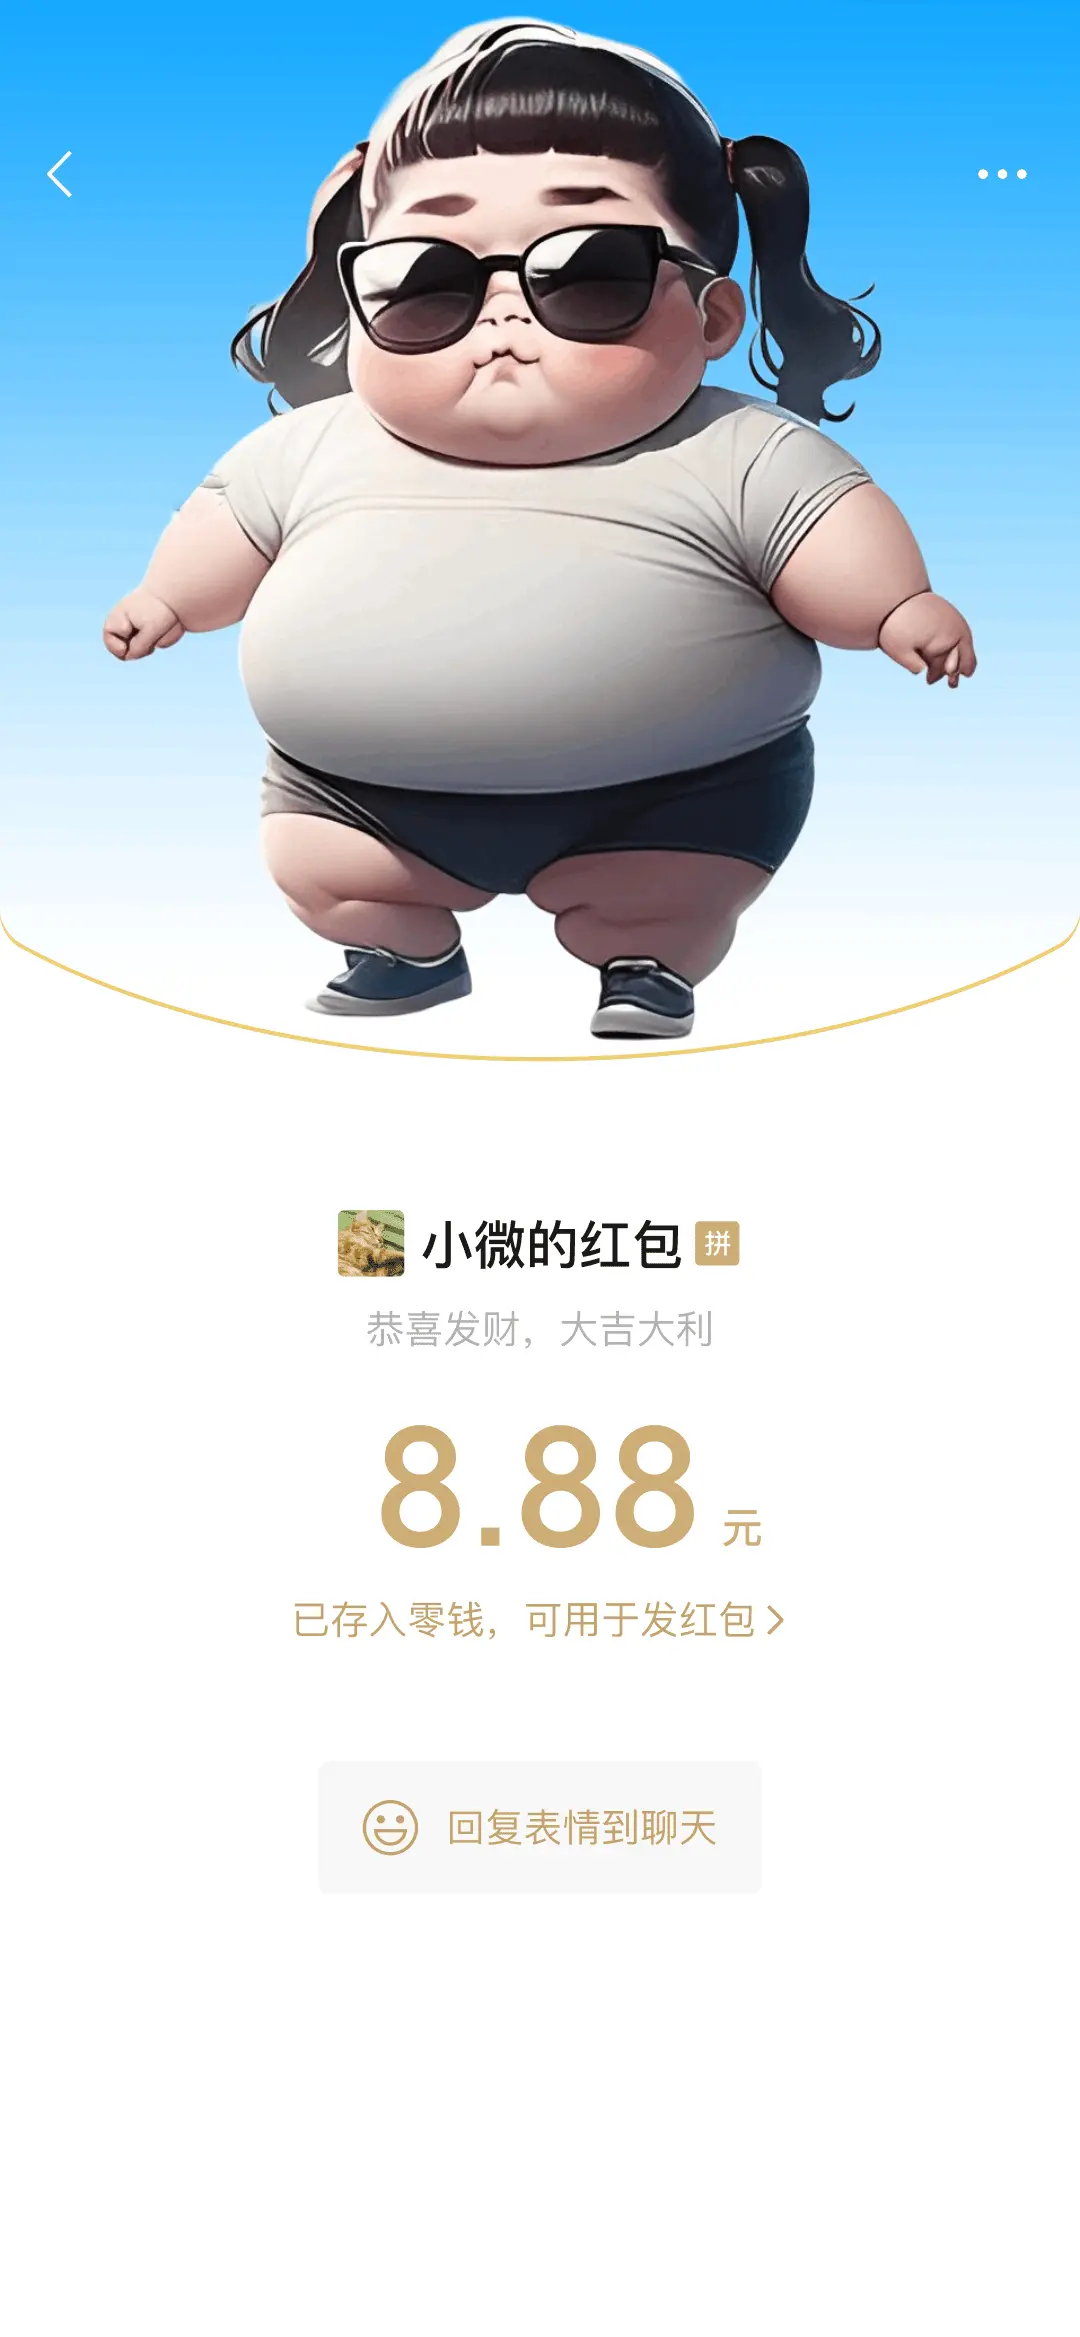 小微的红包 拼
恭喜发财，大吉大利
8.88 元
已存入零钱，可用于发红包
回复表情到聊天